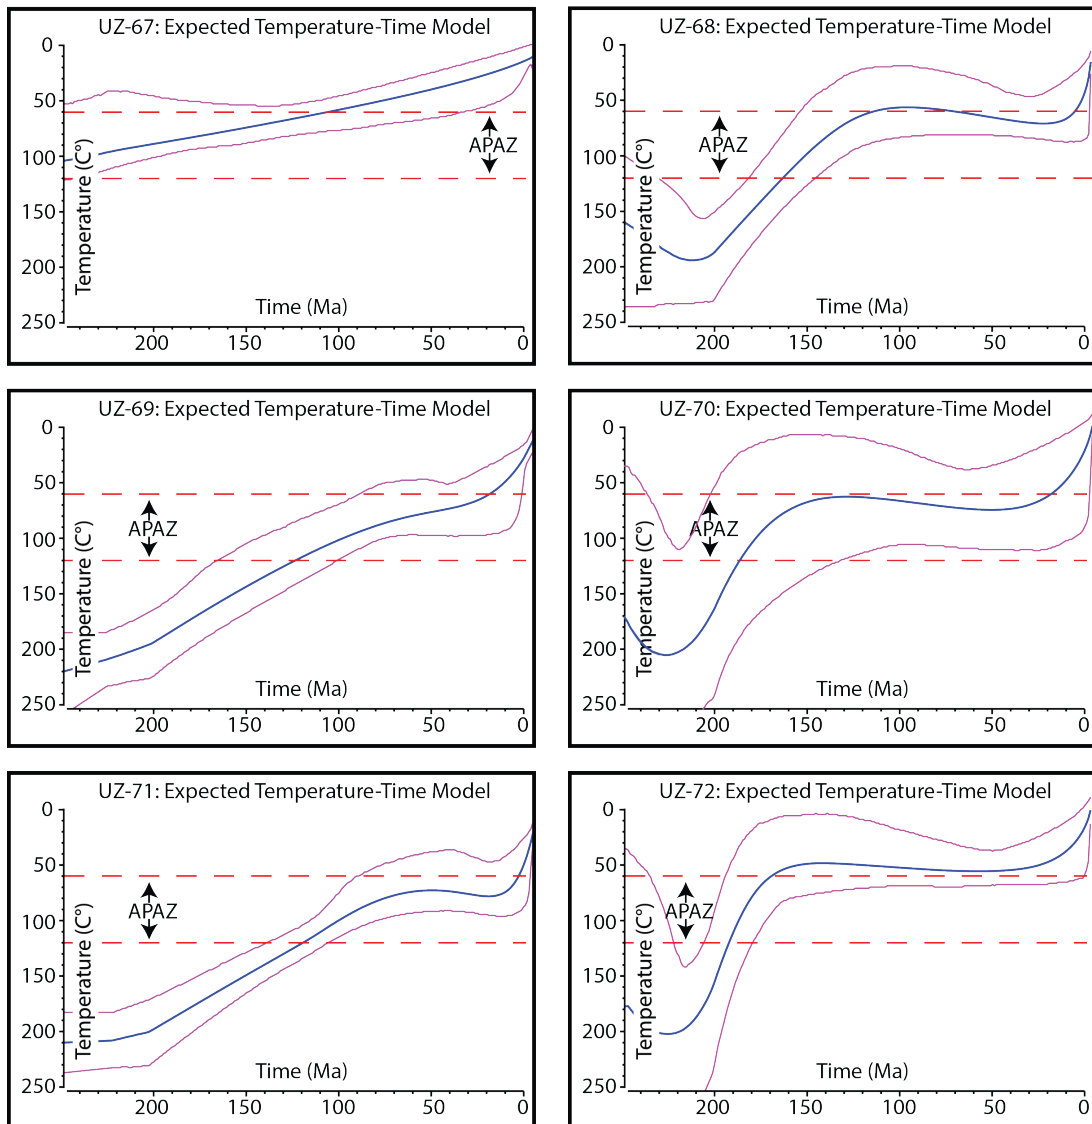 UZ-67: Expected Temperature-Time Model
0
50
100
150
200
250
Temperature (C°)
APAZ
Time (Ma)
200 150 100 50 0
UZ-68: Expected Temperature-Time Model
0
50
100
150
200
250
Temperature (C°)
APAZ
Time (Ma)
200 150 100 50 0
UZ-69: Expected Temperature-Time Model
0
50
100
150
200
250
Temperature (C°)
APAZ
Time (Ma)
200 150 100 50 0
UZ-70: Expected Temperature-Time Model
0
50
100
150
200
250
Temperature (C°)
APAZ
Time (Ma)
200 150 100 50 0
UZ-71: Expected Temperature-Time Model
0
50
100
150
200
250
Temperature (C°)
APAZ
Time (Ma)
200 150 100 50 0
UZ-72: Expected Temperature-Time Model
0
50
100
150
200
250
Temperature (C°)
APAZ
Time (Ma)
200 150 100 50 0